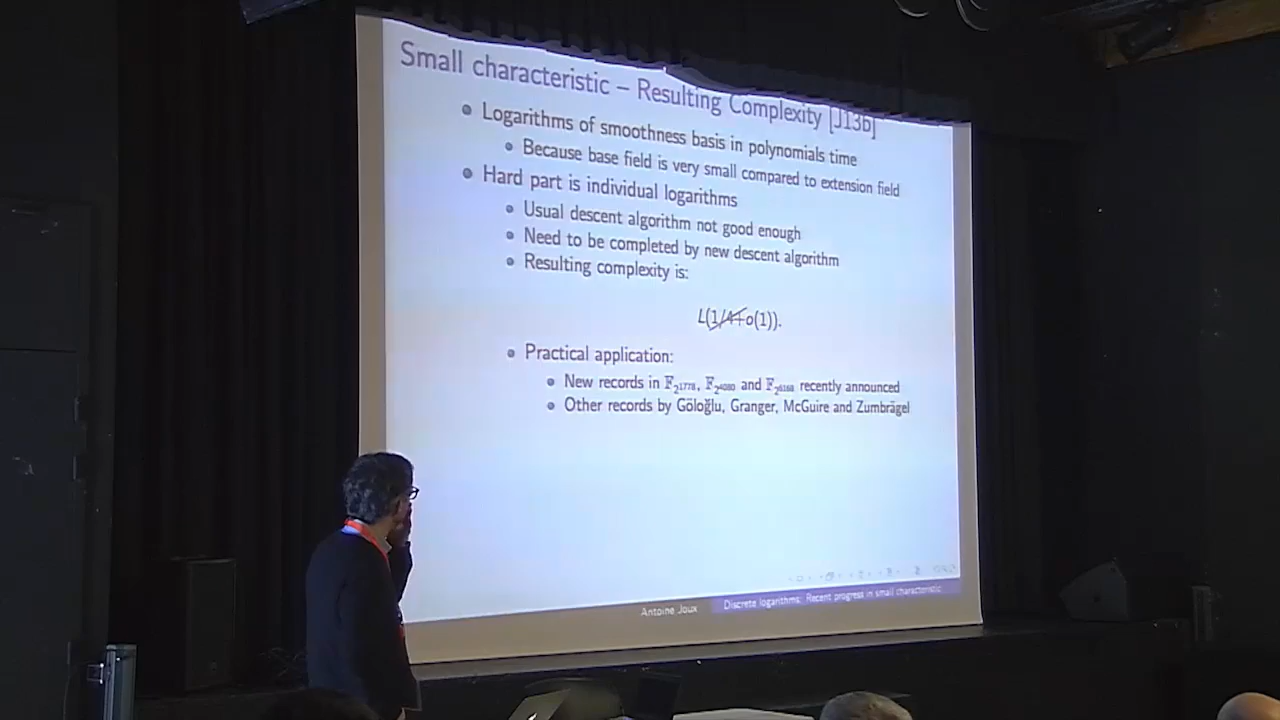 Small characteristic – Resulting Complexity [J13b]
Logarithms of smoothness basis in polynomials time
Because base field is very small compared to extension field
Hard part is individual logarithms
Usual descent algorithm not good enough
Need to be completed by new descent algorithm
Resulting complexity is:
L(1/4+o(1)).
Practical application:
New records in 𝔽₂1778, 𝔽₂4080 and 𝔽₂6168 recently announced
Other records by Göloğlu, Granger, McGuire and Zumbrägel
Antoine Joux
Discrete logarithms: Recent progress in small characteristic